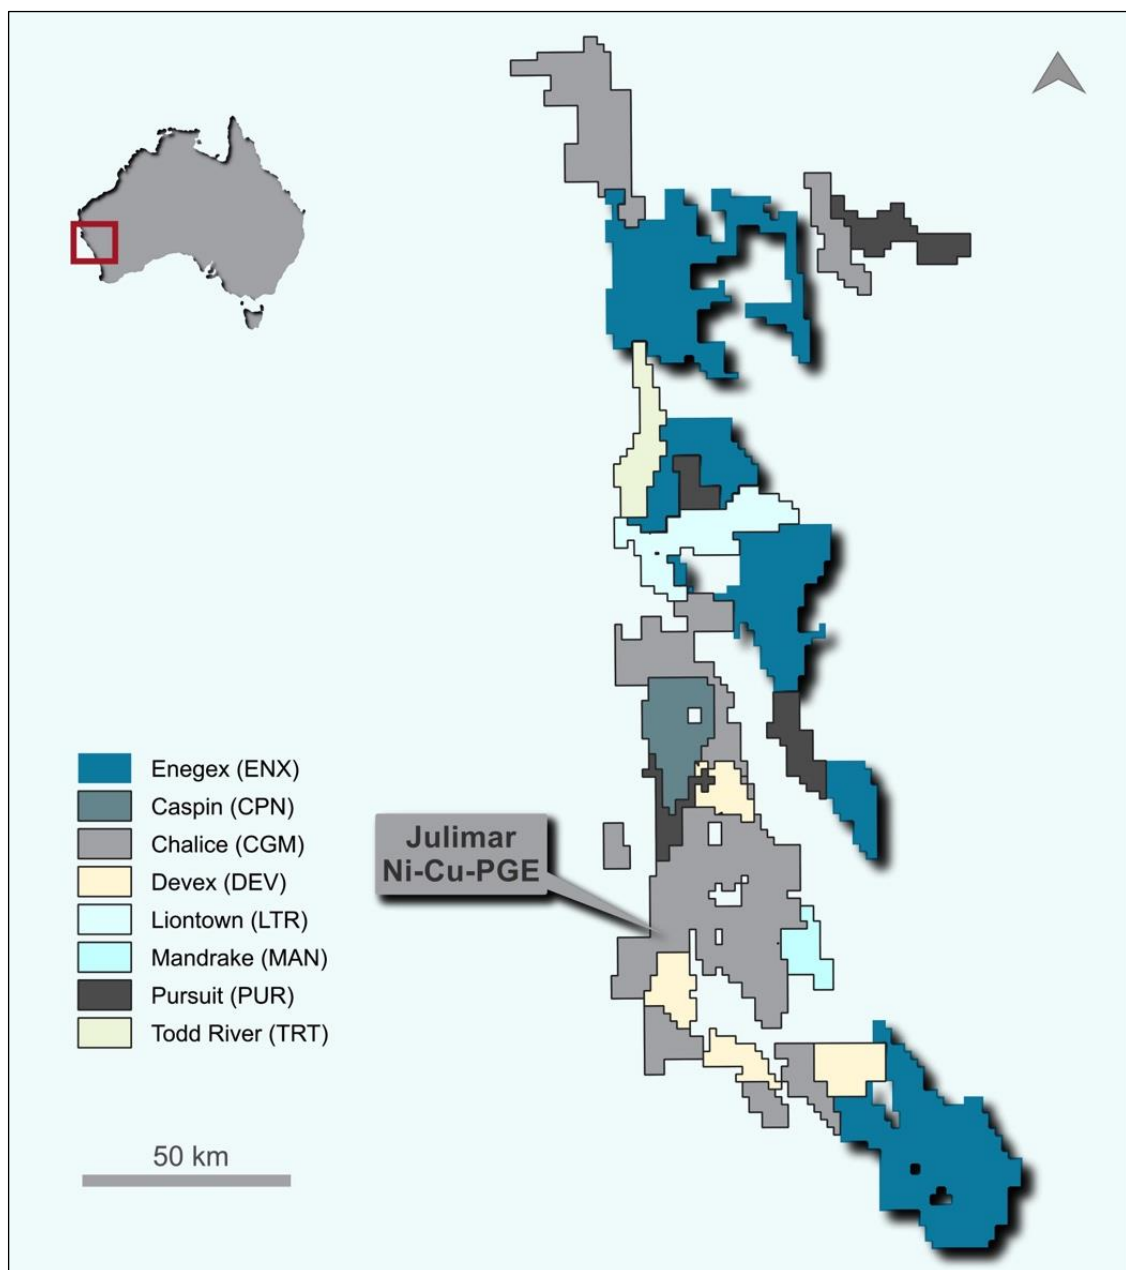 Enegex (ENX)
Caspin (CPN)
Chalice (CGM)
Devex (DEV)
Liontown (LTR)
Mandrake (MAN)
Pursuit (PUR)
Todd River (TRT)
Julimar
Ni-Cu-PGE
50 km